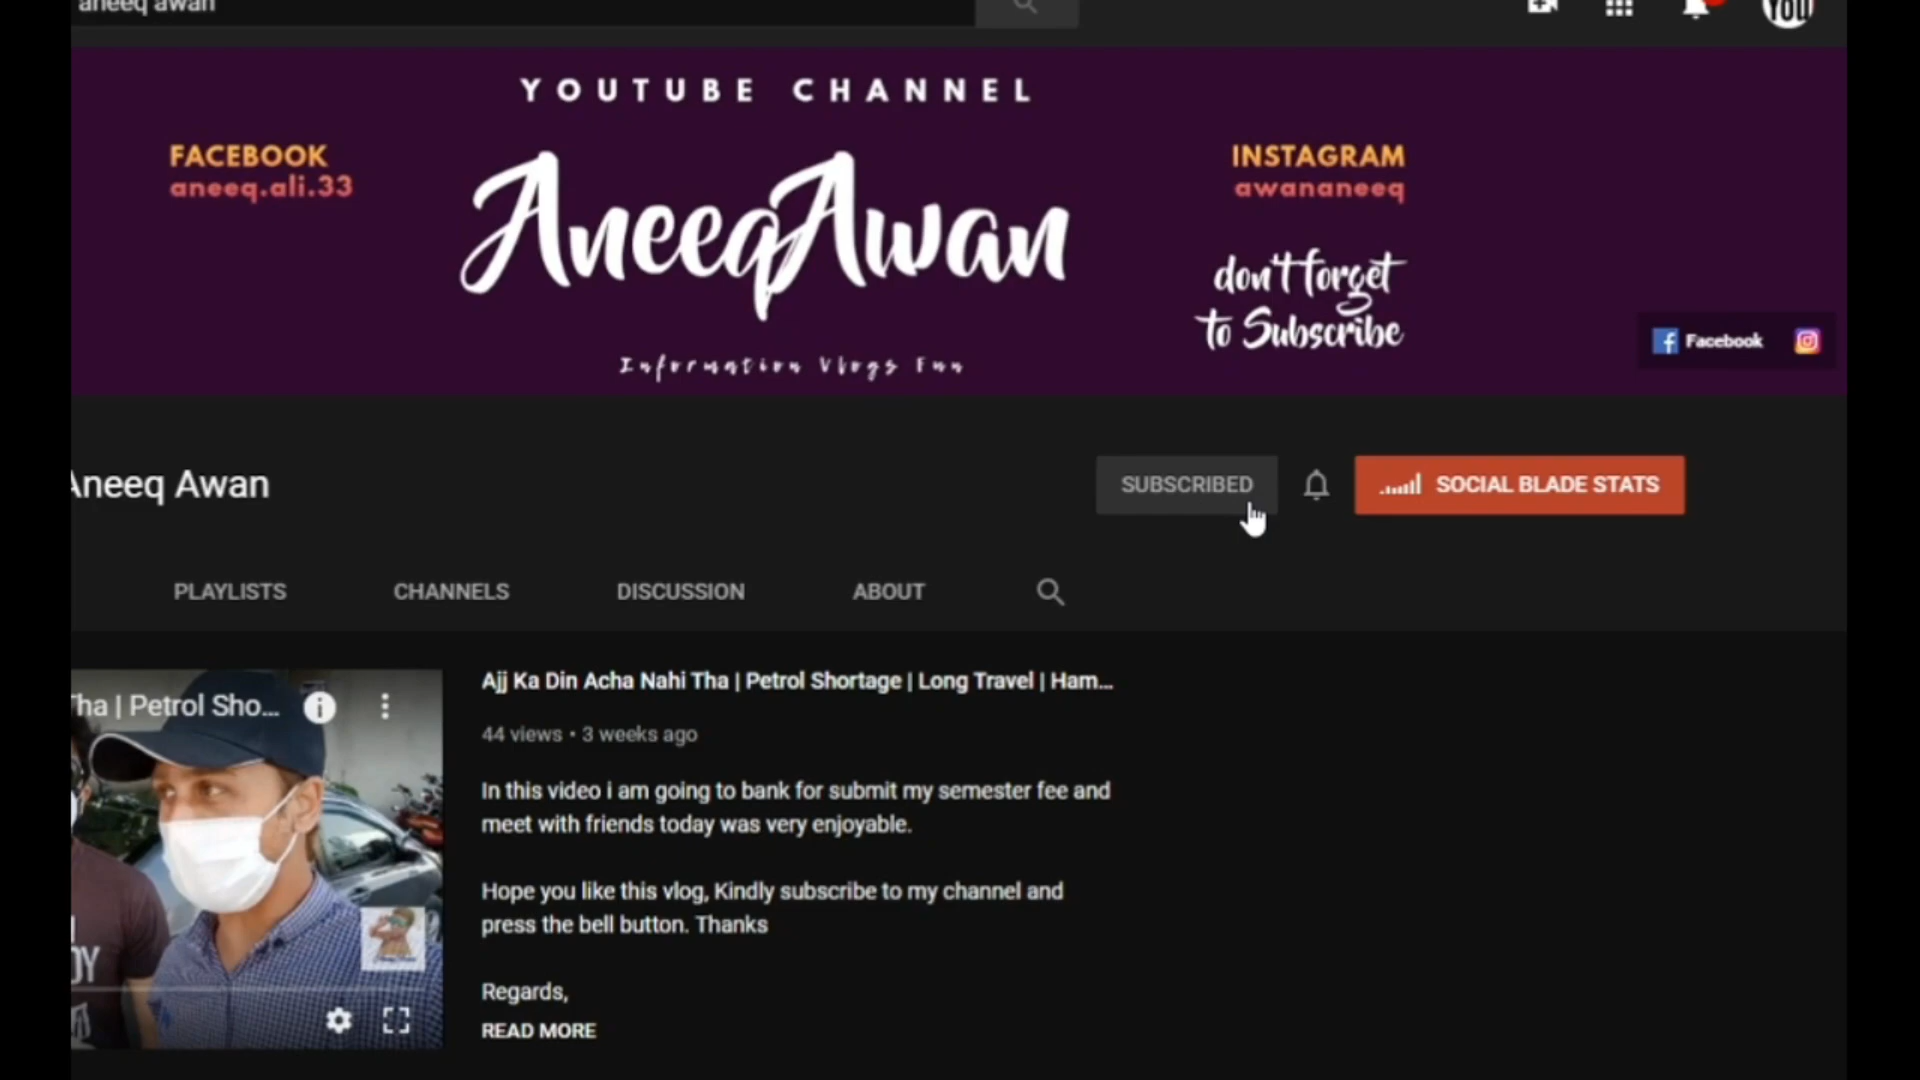 aneeq awan
YOU
YOUTUBE CHANNEL
FACEBOOK
aneeq.ali.33
AneeqAwan
INSTAGRAM
awananeeq
don't forget
to Subscribe
Information Vlogs Fun
Facebook
Aneeq Awan
SUBSCRIBED
SOCIAL BLADE STATS
PLAYLISTS
CHANNELS
DISCUSSION
ABOUT
Tha | Petrol Sho...
Ajj Ka Din Acha Nahi Tha | Petrol Shortage | Long Travel | Ham...
44 views • 3 weeks ago
In this video i am going to bank for submit my semester fee and
meet with friends today was very enjoyable.
Hope you like this vlog, Kindly subscribe to my channel and
press the bell button. Thanks
Regards,
READ MORE